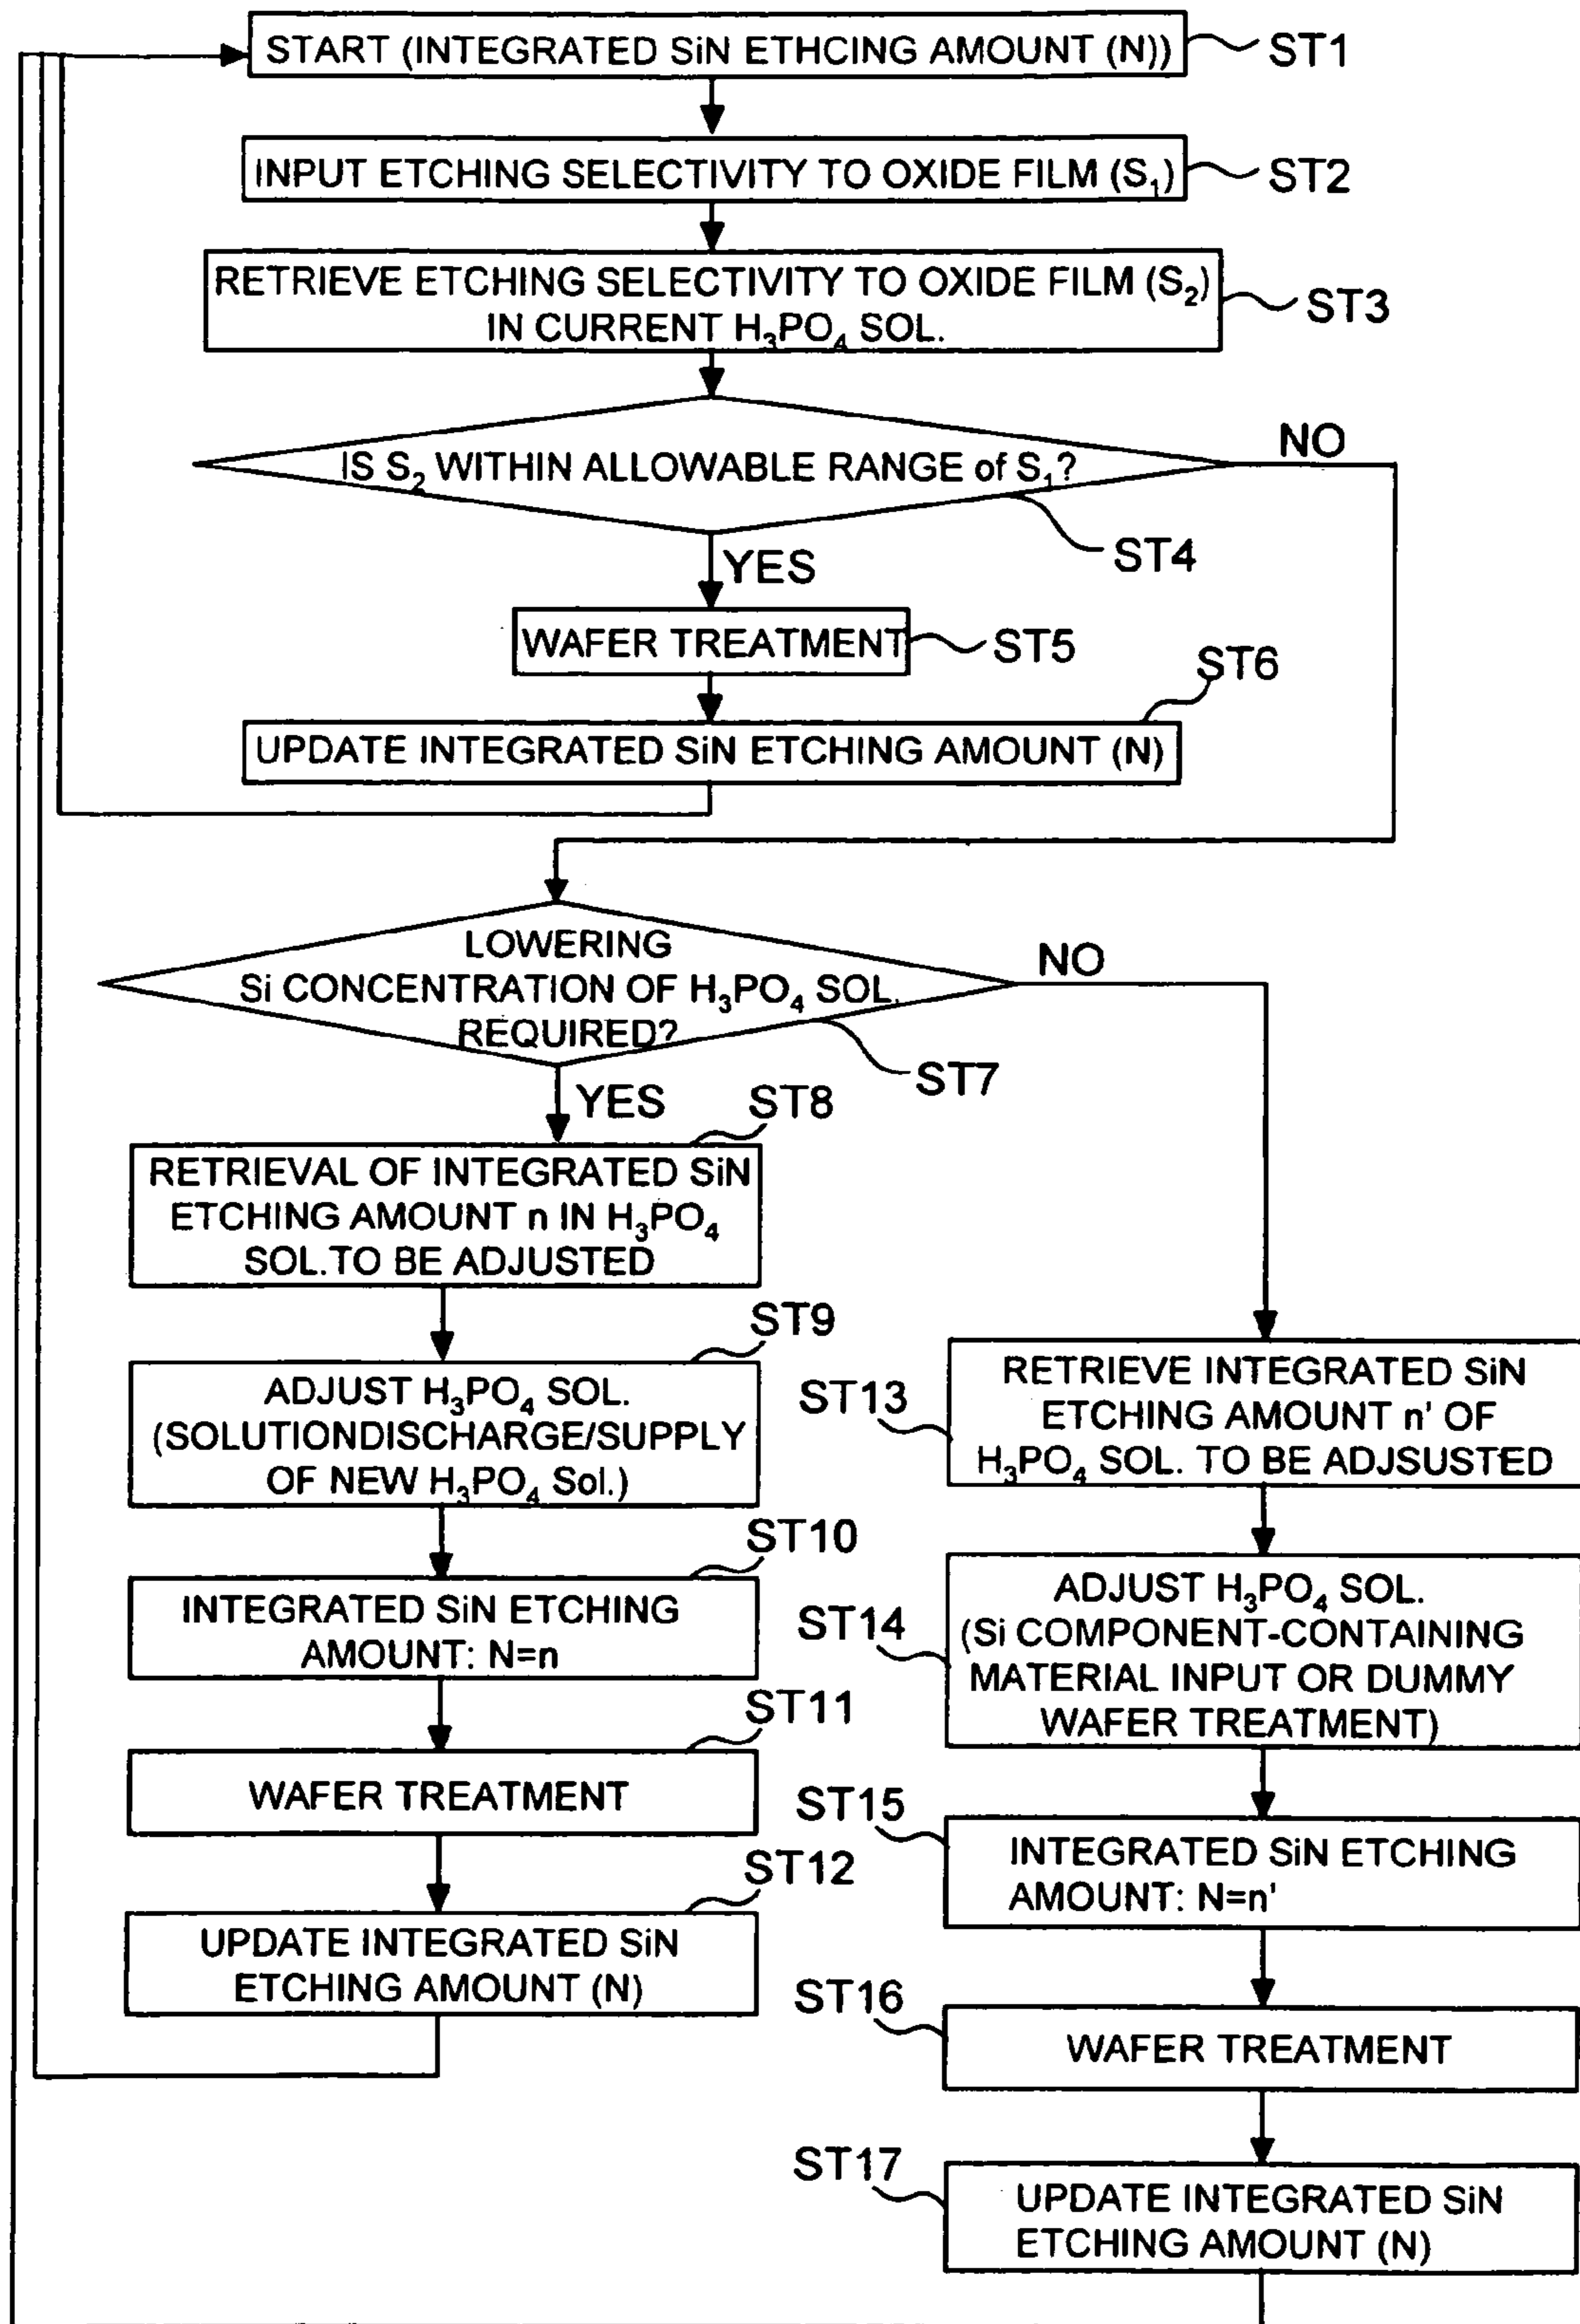 START (INTEGRATED SiN ETHCING AMOUNT (N))
ST1
INPUT ETCHING SELECTIVITY TO OXIDE FILM (S₁)
ST2
RETRIEVE ETCHING SELECTIVITY TO OXIDE FILM (S₂)
IN CURRENT H₃PO₄ SOL.
ST3
NO
IS S₂ WITHIN ALLOWABLE RANGE of S₁?
ST4
YES
WAFER TREATMENT
ST5
ST6
UPDATE INTEGRATED SiN ETCHING AMOUNT (N)
LOWERING
Si CONCENTRATION OF H₃PO₄ SOL.
REQUIRED?
NO
ST7
YES
ST8
RETRIEVAL OF INTEGRATED SiN
ETCHING AMOUNT n IN H₃PO₄
SOL.TO BE ADJUSTED
ST9
ADJUST H₃PO₄ SOL.
(SOLUTIONDISCHARGE/SUPPLY
OF NEW H₃PO₄ Sol.)
ST10
INTEGRATED SiN ETCHING
AMOUNT: N=n
ST11
WAFER TREATMENT
ST12
UPDATE INTEGRATED SiN
ETCHING AMOUNT (N)
ST13
RETRIEVE INTEGRATED SiN
ETCHING AMOUNT n' OF
H₃PO₄ SOL. TO BE ADJSUSTED
ST14
ADJUST H₃PO₄ SOL.
(Si COMPONENT-CONTAINING
MATERIAL INPUT OR DUMMY
WAFER TREATMENT)
ST15
INTEGRATED SiN ETCHING
AMOUNT: N=n'
ST16
WAFER TREATMENT
ST17
UPDATE INTEGRATED SiN
ETCHING AMOUNT (N)